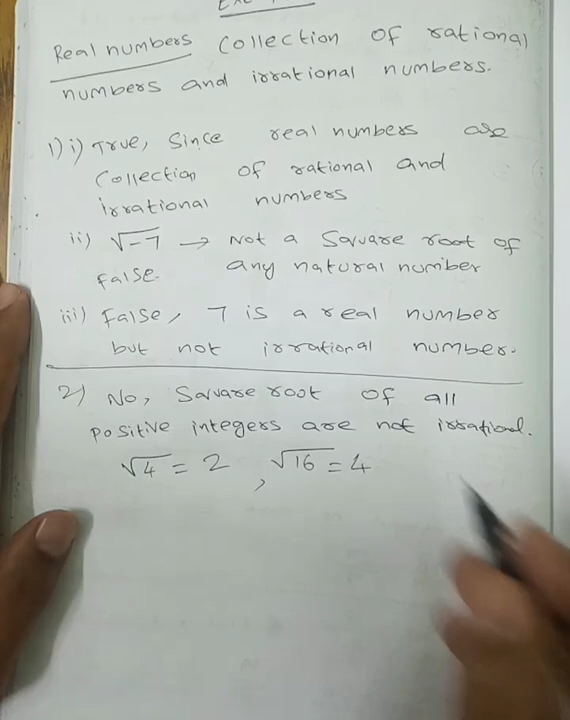 Real numbers Collection of rational
numbers and irrational numbers.
1) i) True, Since real numbers are
Collection of rational and
irrational numbers
ii) √-7 → Not a Square root of
false. any natural number
iii) False, 7 is a real number
but not irrational number.
2) No, Square root of all
positive integers are not irrational.
√4 = 2 , √16 = 4